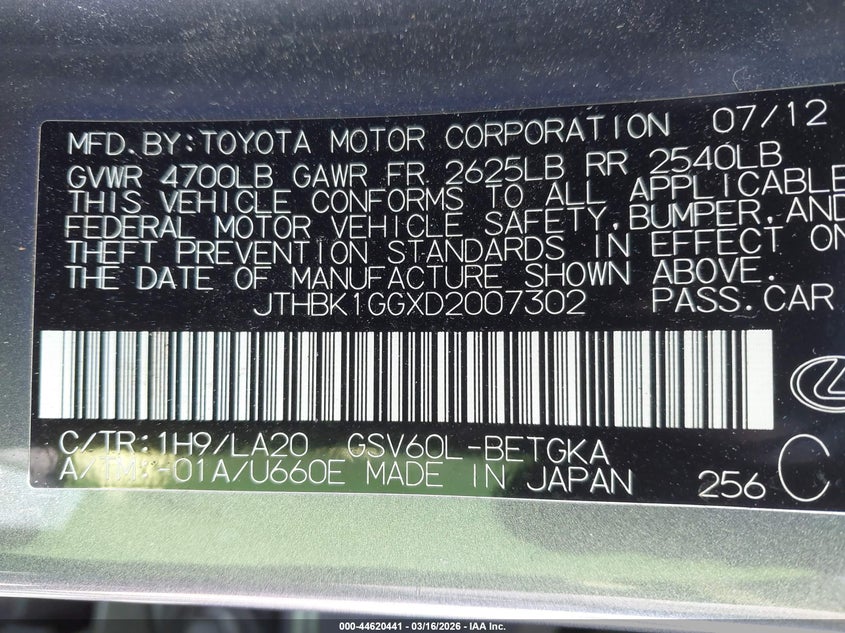 MFD.BY:TOYOTA MOTOR CORPORATION 07/12
GVWR 4700LB GAWR FR 2625LB RR 2540LB
THIS VEHICLE CONFORMS TO ALL APPLICABLE
FEDERAL MOTOR VEHICLE SAFETY,BUMPER,AND
THEFT PREVENTION STANDARDS IN EFFECT ON
THE DATE OF MANUFACTURE SHOWN ABOVE.
JTHBK1GGXD2007302 PASS.CAR
C/TR:1H9/LA20 GSV60L-BETGKA
A/TM:-01A/U660E MADE IN JAPAN 256 C
000-44620441 - 03/16/2026 - IAA Inc.